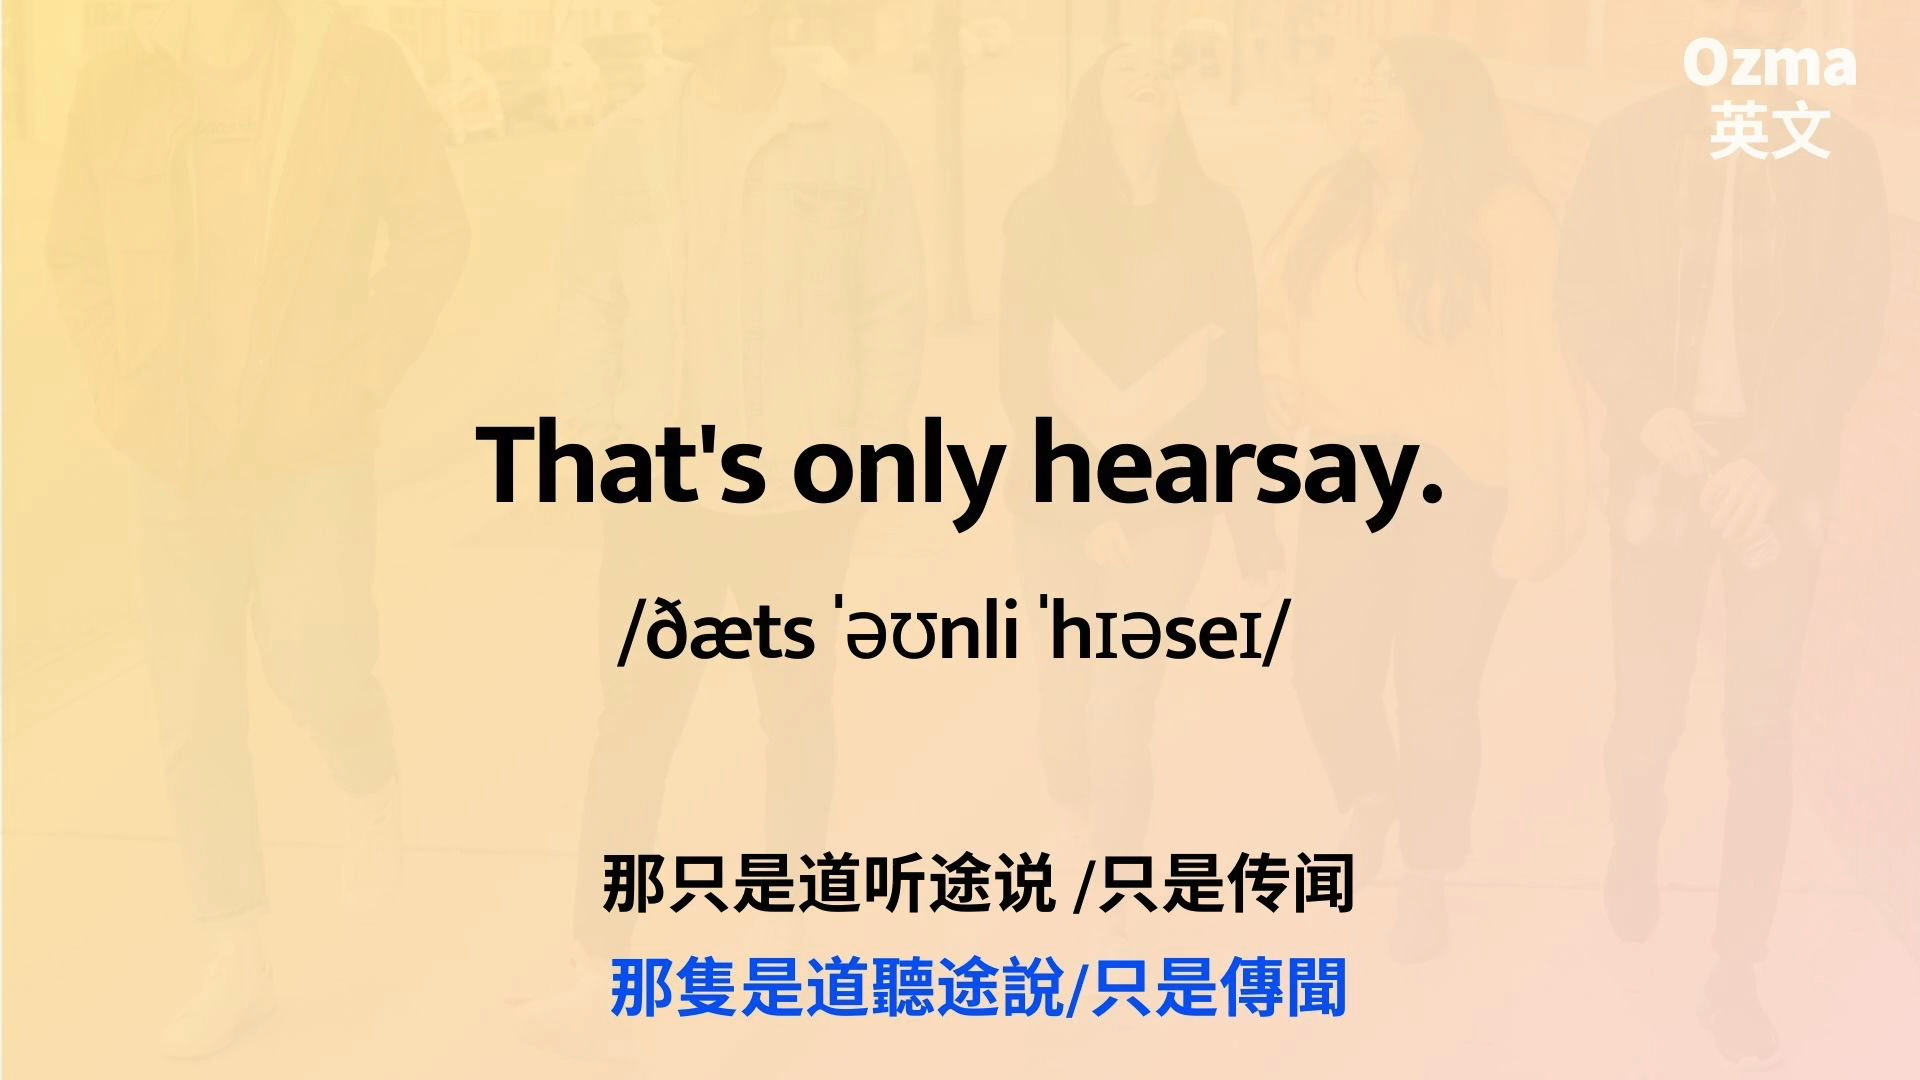 Ozma
英文
That's only hearsay.
/ðæts ˈəʊnli ˈhɪəseɪ/
那只是道听途说 /只是传闻
那隻是道聽途說/只是傳聞